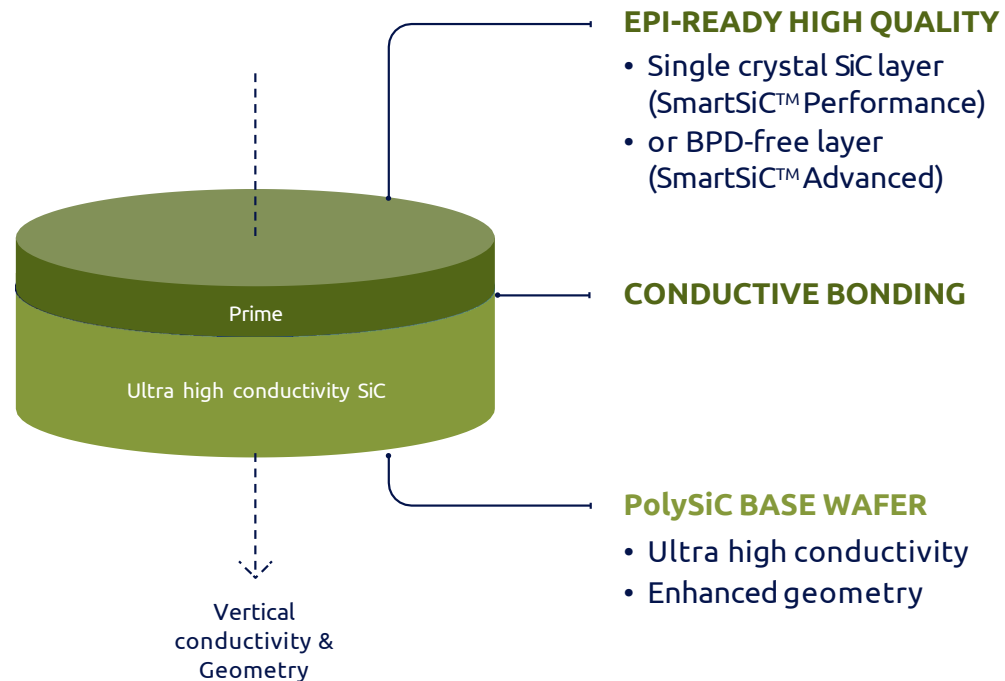 EPI-READY HIGH QUALITY
• Single crystal SiC layer
(SmartSiC™ Performance)
• or BPD-free layer
(SmartSiC™ Advanced)
CONDUCTIVE BONDING
Prime
Ultra high conductivity SiC
PolySiC BASE WAFER
• Ultra high conductivity
• Enhanced geometry
Vertical
conductivity &
Geometry